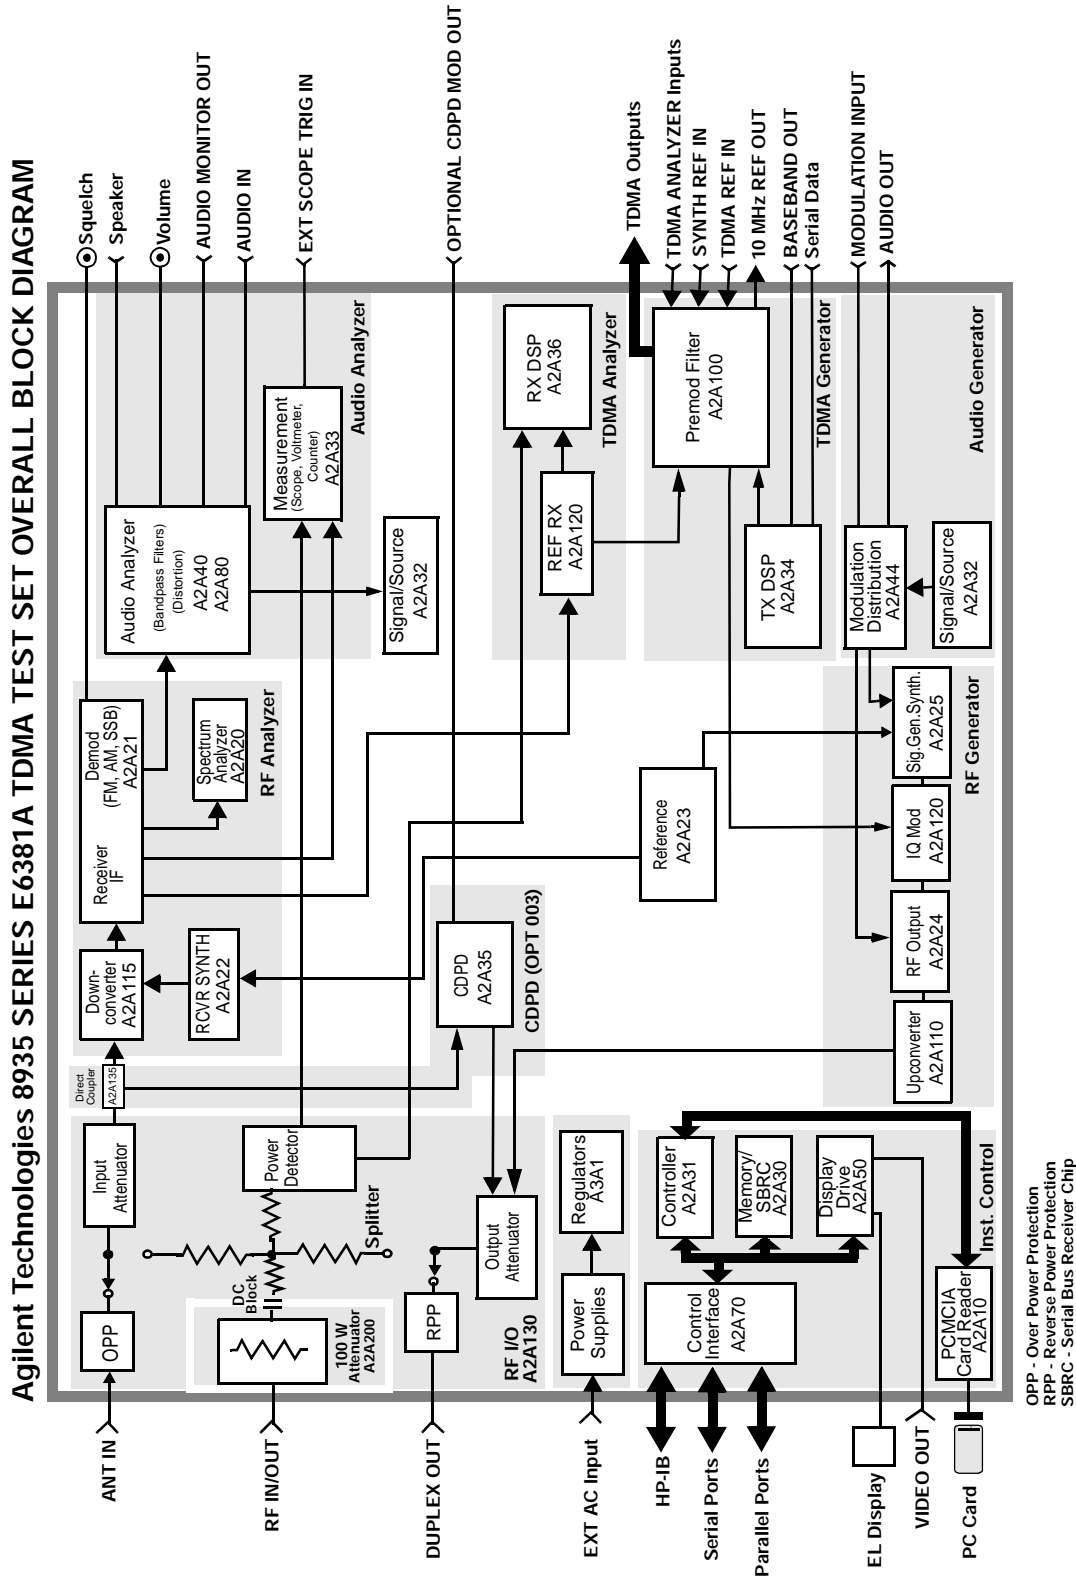 Agilent Technologies 8935 SERIES E6381A TDMA TEST SET OVERALL BLOCK DIAGRAM
ANT IN
OPP
Input
Attenuator
Direct
Coupler
A2A135
Down-
converter
A2A115
RCVR SYNTH
A2A22
Receiver
IF
Demod
(FM, AM, SSB)
A2A21
Spectrum
Analyzer
A2A20
RF Analyzer
Audio Analyzer
(Bandpass Filters)
(Distortion)
A2A40
A2A80
Measurement
(Scope, Voltmeter,
Counter)
A2A33
Audio Analyzer
Signal/Source
A2A32
Squelch
Speaker
Volume
AUDIO MONITOR OUT
AUDIO IN
EXT SCOPE TRIG IN
OPTIONAL CDPD MOD OUT
RF IN/OUT
100 W
Attenuator
A2A200
DC
Block
Power
Detector
Splitter
DUPLEX OUT
RPP
Output
Attenuator
RF I/O
A2A130
CDPD
A2A35
CDPD (OPT 003)
REF RX
A2A120
RX DSP
A2A36
TDMA Analyzer
Reference
A2A23
Premod Filter
A2A100
TX DSP
A2A34
TDMA Generator
TDMA Outputs
TDMA ANALYZER Inputs
SYNTH REF IN
TDMA REF IN
10 MHz REF OUT
BASEBAND OUT
Serial Data
MODULATION INPUT
AUDIO OUT
Modulation
Distribution
A2A44
Signal/Source
A2A32
Audio Generator
Upconverter
A2A110
RF Output
A2A24
IQ Mod
A2A120
Sig.Gen.Synth.
A2A25
RF Generator
EXT AC Input
Power
Supplies
Regulators
A3A1
HP-IB
Serial Ports
Parallel Ports
Control
Interface
A2A70
Controller
A2A31
Memory/
SBRC
A2A30
Display
Drive
A2A50
EL Display
VIDEO OUT
PC Card
PCMCIA
Card Reader
A2A10
Inst. Control
OPP - Over Power Protection
RPP - Reverse Power Protection
SBRC - Serial Bus Receiver Chip